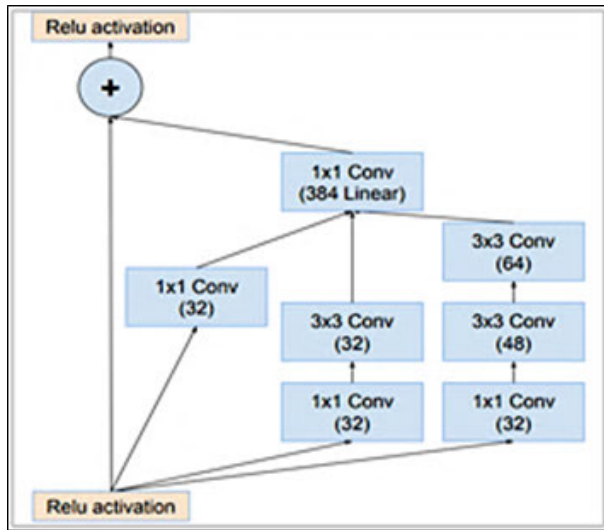 Relu activation
+
1x1 Conv
(384 Linear)
3x3 Conv
(64)
1x1 Conv
(32)
3x3 Conv
(32)
3x3 Conv
(48)
1x1 Conv
(32)
1x1 Conv
(32)
Relu activation